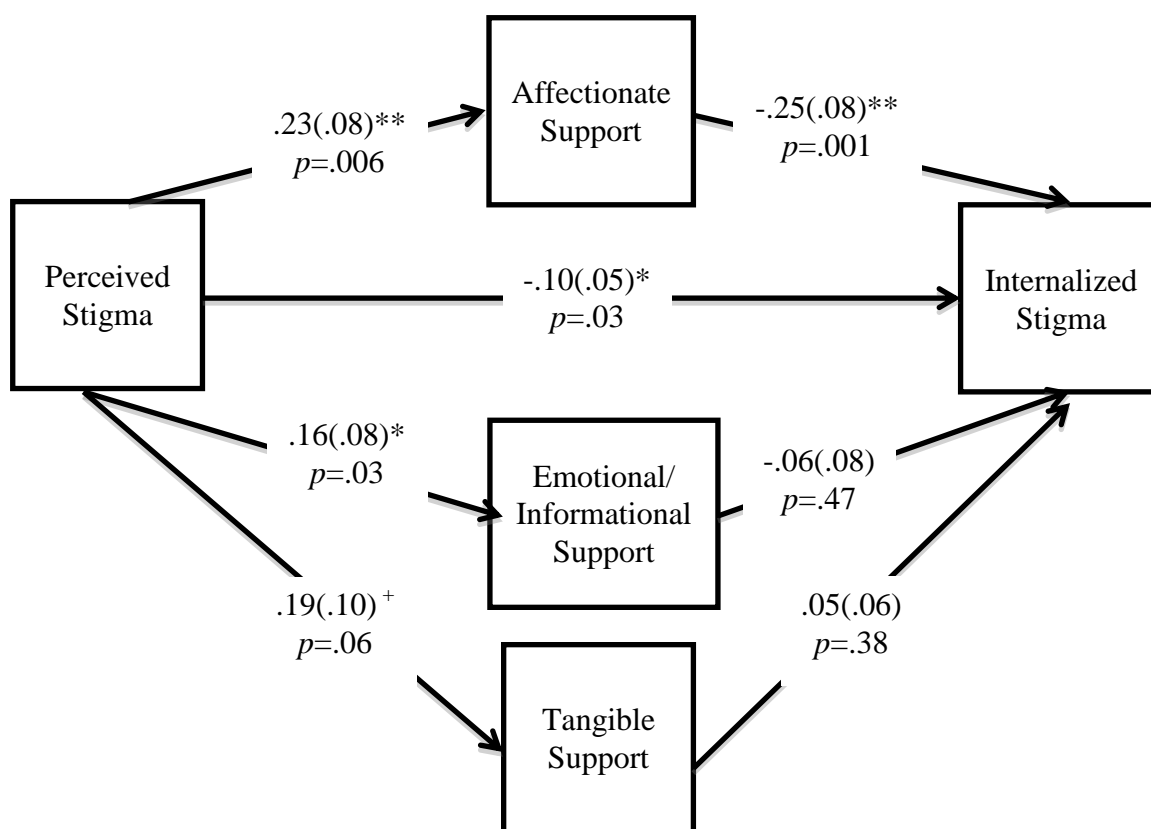 Affectionate
Support
.23(.08)**
p=.006
-.25(.08)**
p=.001
Perceived
Stigma
-.10(.05)*
p=.03
Internalized
Stigma
.16(.08)*
p=.03
Emotional/
Informational
Support
-.06(.08)
p=.47
.19(.10)+
p=.06
.05(.06)
p=.38
Tangible
Support